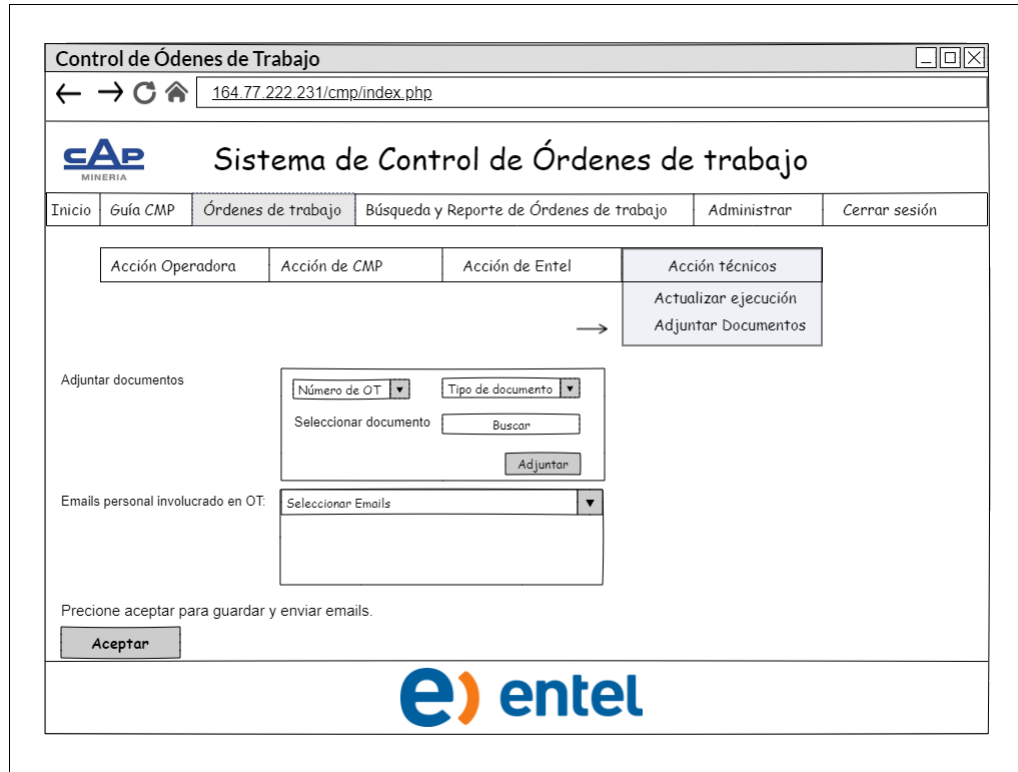 Control de Ódenes de Trabajo
164.77.222.231/cmp/index.php
CAP
MINERIA
Sistema de Control de Órdenes de trabajo
Inicio Guía CMP Órdenes de trabajo Búsqueda y Reporte de Órdenes de trabajo Administrar Cerrar sesión
Acción Operadora Acción de CMP Acción de Entel Acción técnicos
Actualizar ejecución
Adjuntar Documentos
Adjuntar documentos
Número de OT Tipo de documento
Seleccionar documento Buscar
Adjuntar
Emails personal involucrado en OT: Seleccionar Emails
Precione aceptar para guardar y enviar emails.
Aceptar
e) entel